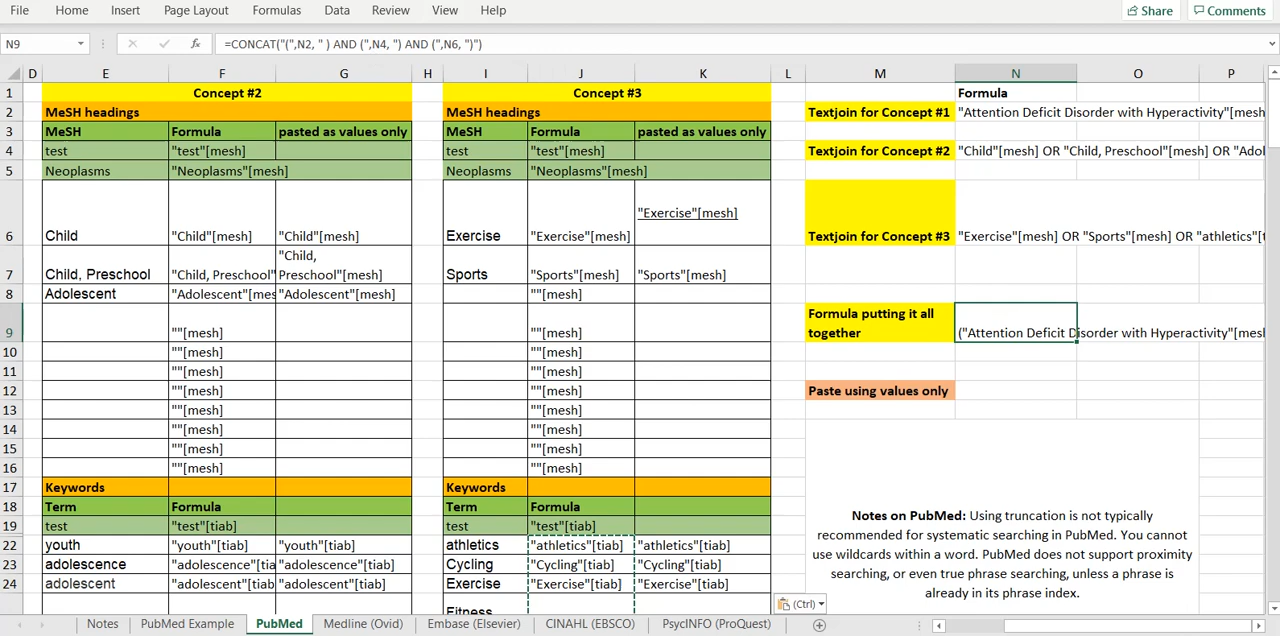 File Home Insert Page Layout Formulas Data Review View Help Share Comments
N9 fx =CONCAT("(",N2, " ) AND (",N4, ") AND (",N6, ")")
D E F G H I J K L M N O P
1 Concept #2 Concept #3 Formula
2 MeSH headings MeSH headings Textjoin for Concept #1 "Attention Deficit Disorder with Hyperactivity"[mesh
3 MeSH Formula pasted as values only MeSH Formula pasted as values only
4 test "test"[mesh] test "test"[mesh] Textjoin for Concept #2 "Child"[mesh] OR "Child, Preschool"[mesh] OR "Adol
5 Neoplasms "Neoplasms"[mesh] Neoplasms "Neoplasms"[mesh]
"Exercise"[mesh]
6 Child "Child"[mesh] "Child"[mesh] Exercise "Exercise"[mesh] Textjoin for Concept #3 "Exercise"[mesh] OR "Sports"[mesh] OR "athletics"[t
"Child,
7 Child, Preschool "Child, Preschool" Preschool"[mesh] Sports "Sports"[mesh] "Sports"[mesh]
8 Adolescent "Adolescent"[mes "Adolescent"[mesh] ""[mesh]
Formula putting it all
9 ""[mesh] ""[mesh] together ("Attention Deficit Disorder with Hyperactivity"[mesh
10 ""[mesh] ""[mesh]
11 ""[mesh] ""[mesh]
12 ""[mesh] ""[mesh] Paste using values only
13 ""[mesh] ""[mesh]
14 ""[mesh] ""[mesh]
15 ""[mesh] ""[mesh]
16 ""[mesh] ""[mesh]
17 Keywords Keywords
18 Term Formula Term Formula
19 test "test"[tiab] test "test"[tiab]
22 youth "youth"[tiab] "youth"[tiab] athletics "athletics"[tiab] "athletics"[tiab]
23 adolescence "adolescence"[tia "adolescence"[tiab] Cycling "Cycling"[tiab] "Cycling"[tiab]
24 adolescent "adolescent"[tiab "adolescent"[tiab] Exercise "Exercise"[tiab] "Exercise"[tiab]
Fitness
Notes on PubMed: Using truncation is not typically
recommended for systematic searching in PubMed. You cannot
use wildcards within a word. PubMed does not support proximity
searching, or even true phrase searching, unless a phrase is
already in its phrase index.
(Ctrl)
Notes PubMed Example PubMed Medline (Ovid) Embase (Elsevier) CINAHL (EBSCO) PsycINFO (ProQuest)